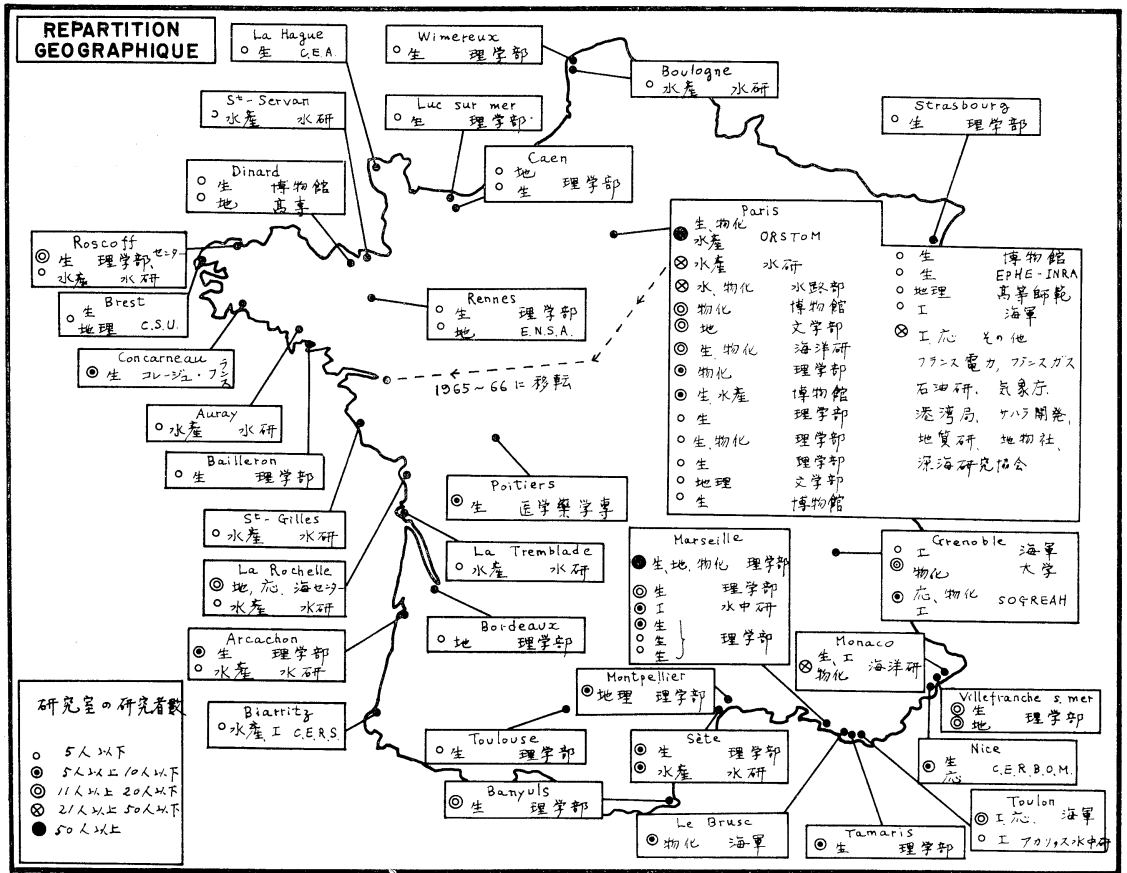 REPARTITION
GEOGRAPHIQUE
La Hague
生 C.E.A.
Wimereux
生 理学部
Boulogne
水産 水研
St-Servan
水産 水研
Luc sur mer
生 理学部
Strasbourg
生 理学部
Dinard
生 博物館
地 高等
Caen
地
生 理学部
Roscoff
生 理学部、センター
水産 水研
Brest
生
地理 C.S.U.
Rennes
生 理学部
地 E.N.S.A.
Concarneau
生 コレージュ・フランス
1965~66に移転
Auray
水産 水研
Bailleron
生 理学部
Paris
生、物化
水産 ORSTOM
水産 水研
水、物化 水路部
物化 博物館
地 文学部
生、物化 海洋研
物化 理学部
生、水産 博物館
生 理学部
生、物化 理学部
生 理学部
地理 文学部
生 博物館
生 博物館
生 EPHE-INRA
地理 高等師範
工 海軍
工応 その他
フランス電力, フランスガス
石油研、気象庁、
港湾局、サハラ開発、
地質研、地物社、
深海研究協会
Poitiers
生 医学薬学専
St-Gilles
水産 水研
La Tremblade
水産 水研
La Rochelle
地, 応、海センター
水産 水研
Bordeaux
地 理学部
Arcachon
生 理学部
水産 水研
Marseille
生、地、物化 理学部
生 理学部
工 水中研
生
生 理学部
生
Grenoble
工 海軍
物化 大学
応、物化
工 SOGREAH
Monaco
生、工
物化 海洋研
Montpellier
地理 理学部
Villefranche s. mer
生
地 理学部
Biarritz
水産、工 C.E.R.S.
Toulouse
生 理学部
Sète
生 理学部
水産 水研
Nice
生
応 C.E.R.B.O.M.
Banyuls
生 理学部
Le Brusc
物化 海軍
Tamaris
生 理学部
Toulon
工、応、海軍
工 水中研
研究室の研究者数
5人以下
5人以上10人以下
11人以上20人以下
21人以上50人以下
50人以上